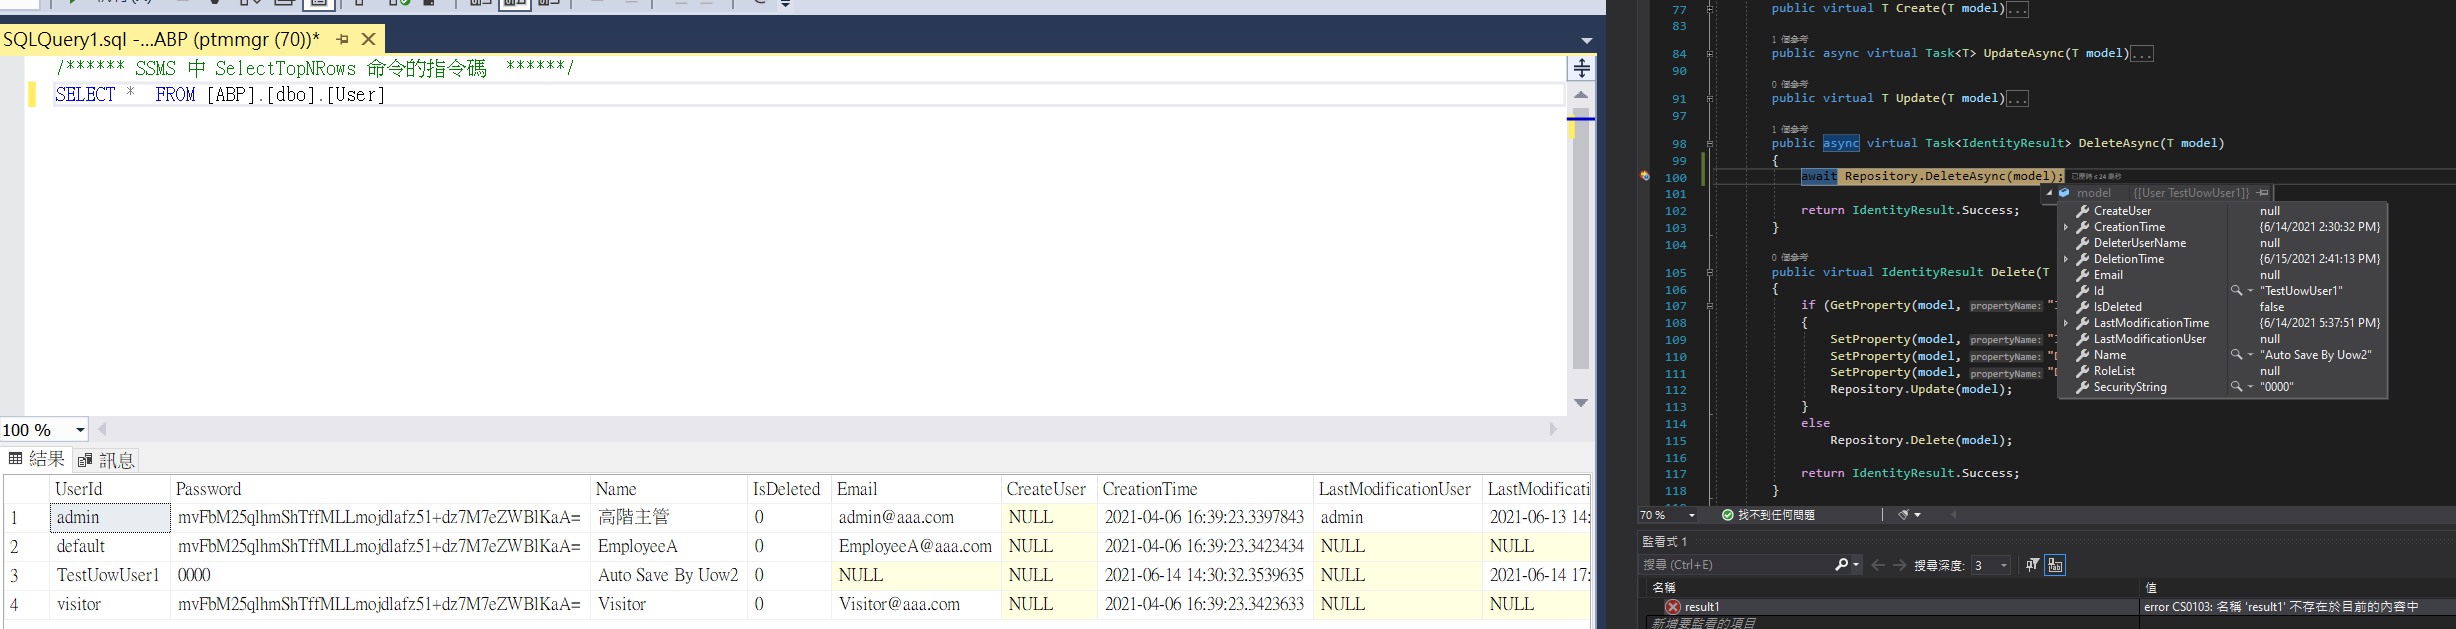 SQLQuery1.sql -...ABP (ptmmgr (70))*
/****** SSMS 中 SelectTopNRows 命令的指令碼  ******/
SELECT *  FROM [ABP].[dbo].[User]
100 %
結果 訊息
UserId Password Name IsDeleted Email CreateUser CreationTime LastModificationUser LastModificati
1 admin mvFbM25qlhmShTffMLLmojdlafz51+dz7M7eZWBlKaA= 高階主管 0 admin@aaa.com NULL 2021-04-06 16:39:23.3397843 admin 2021-06-13 14:
2 default mvFbM25qlhmShTffMLLmojdlafz51+dz7M7eZWBlKaA= EmployeeA 0 EmployeeA@aaa.com NULL 2021-04-06 16:39:23.3423434 NULL NULL
3 TestUowUser1 0000 Auto Save By Uow2 0 NULL NULL 2021-06-14 14:30:32.3539635 NULL 2021-06-14 17:
4 visitor mvFbM25qlhmShTffMLLmojdlafz51+dz7M7eZWBlKaA= Visitor 0 Visitor@aaa.com NULL 2021-04-06 16:39:23.3423633 NULL NULL
77 public virtual T Create(T model)...
83
1 個參考
84 public async virtual Task<T> UpdateAsync(T model)...
90
0 個參考
91 public virtual T Update(T model)...
97
1 個參考
98 public async virtual Task<IdentityResult> DeleteAsync(T model)
99 {
100 await Repository.DeleteAsync(model); 已歷時 ≤ 24 毫秒
101 model {[User TestUowUser1]}
102 return IdentityResult.Success;
103 }
104
0 個參考
105 public virtual IdentityResult Delete(T
106 {
107 if (GetProperty(model, propertyName: "I
108 {
109 SetProperty(model, propertyName: "I
110 SetProperty(model, propertyName: "D
111 SetProperty(model, propertyName: "D
112 Repository.Update(model);
113 }
114 else
115 Repository.Delete(model);
116
117 return IdentityResult.Success;
118 }
CreateUser null
CreationTime {6/14/2021 2:30:32 PM}
DeleterUserName null
DeletionTime {6/15/2021 2:41:13 PM}
Email null
Id "TestUowUser1"
IsDeleted false
LastModificationTime {6/14/2021 5:37:51 PM}
LastModificationUser null
Name "Auto Save By Uow2"
RoleList null
SecurityString "0000"
70 % 找不到任何問題
監看式 1
搜尋 (Ctrl+E) 搜尋深度: 3
名稱 值
result1 error CS0103: 名稱 'result1' 不存在於目前的內容中
新增要監看的項目